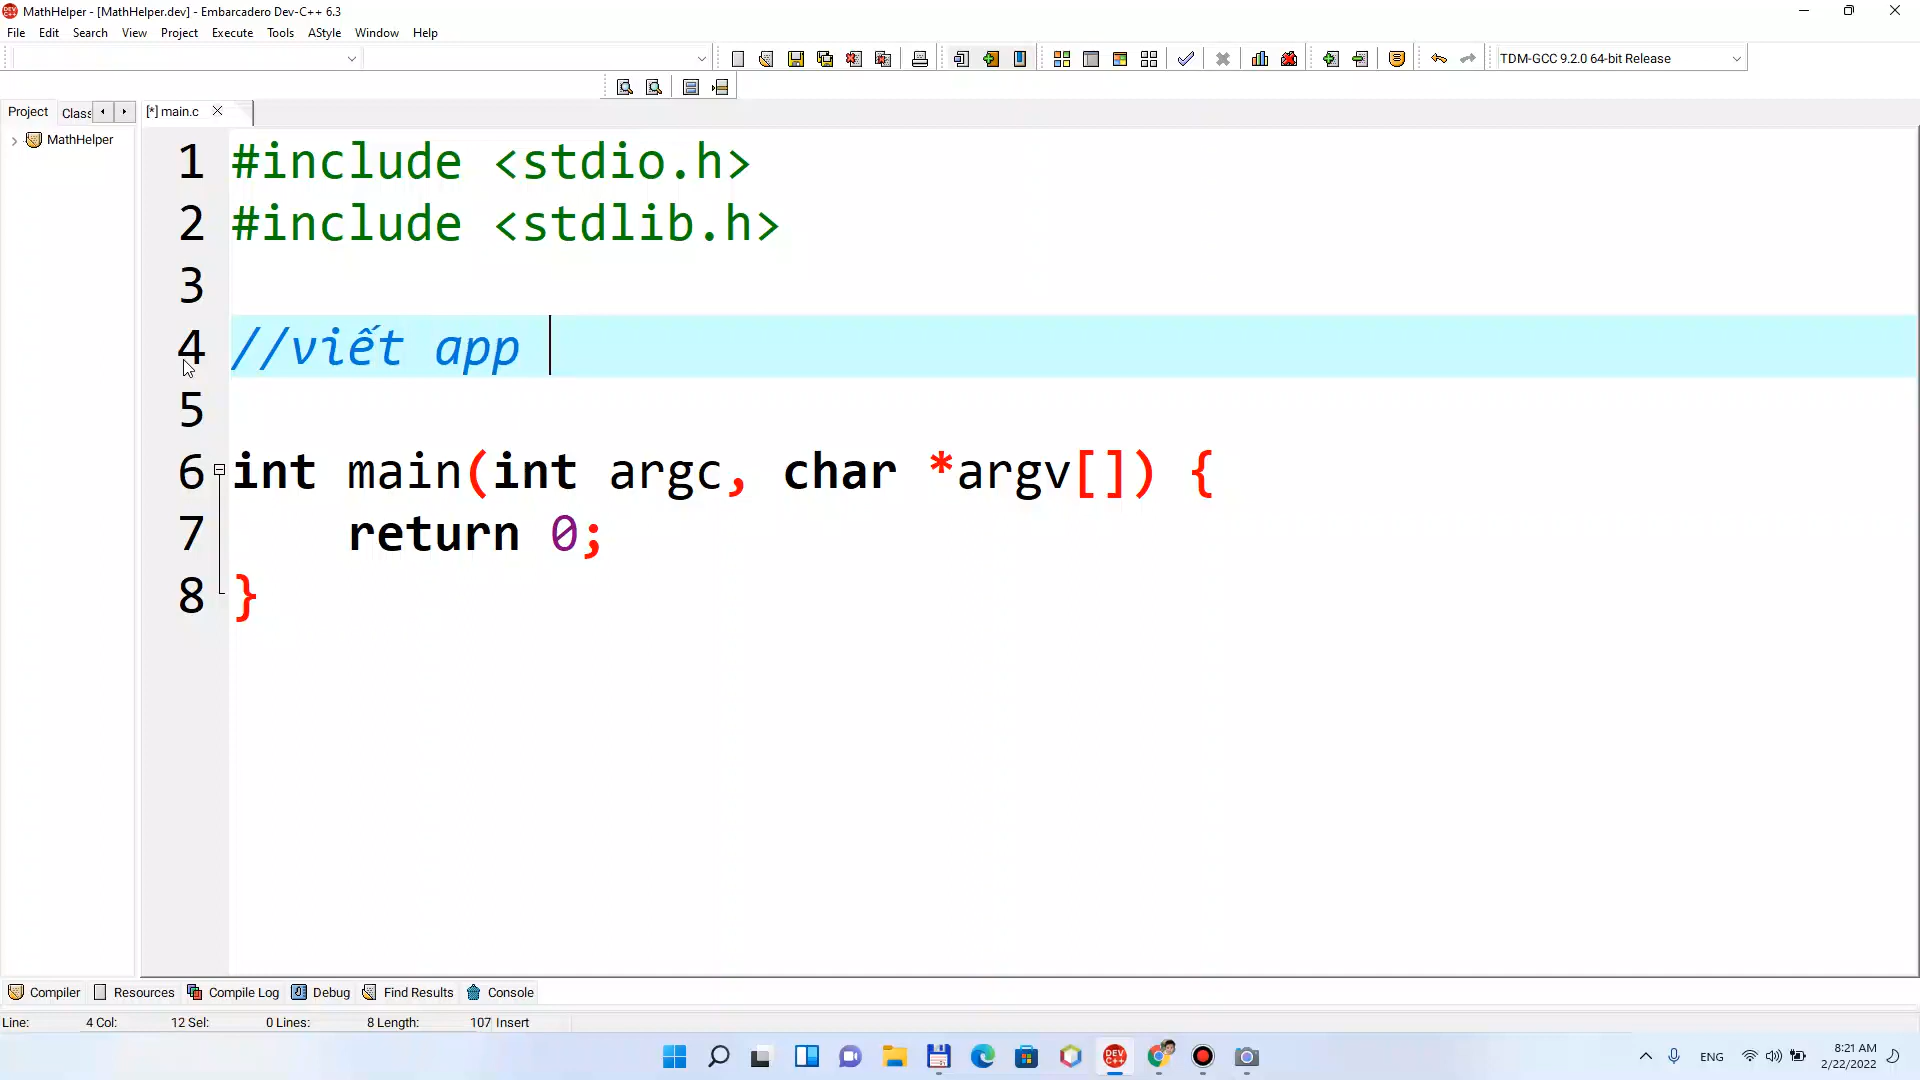 MathHelper - [MathHelper.dev] - Embarcadero Dev-C++ 6.3
File Edit Search View Project Execute Tools AStyle Window Help
TDM-GCC 9.2.0 64-bit Release
Project Class
[*] main.c
MathHelper
1 #include <stdio.h>
2 #include <stdlib.h>
3
4 //viết app
5
6 int main(int argc, char *argv[]) {
7 return 0;
8 }
Compiler Resources Compile Log Debug Find Results Console
Line: 4 Col: 12 Sel: 0 Lines: 8 Length: 107 Insert
DEV C++
ENG
8:21 AM
2/22/2022